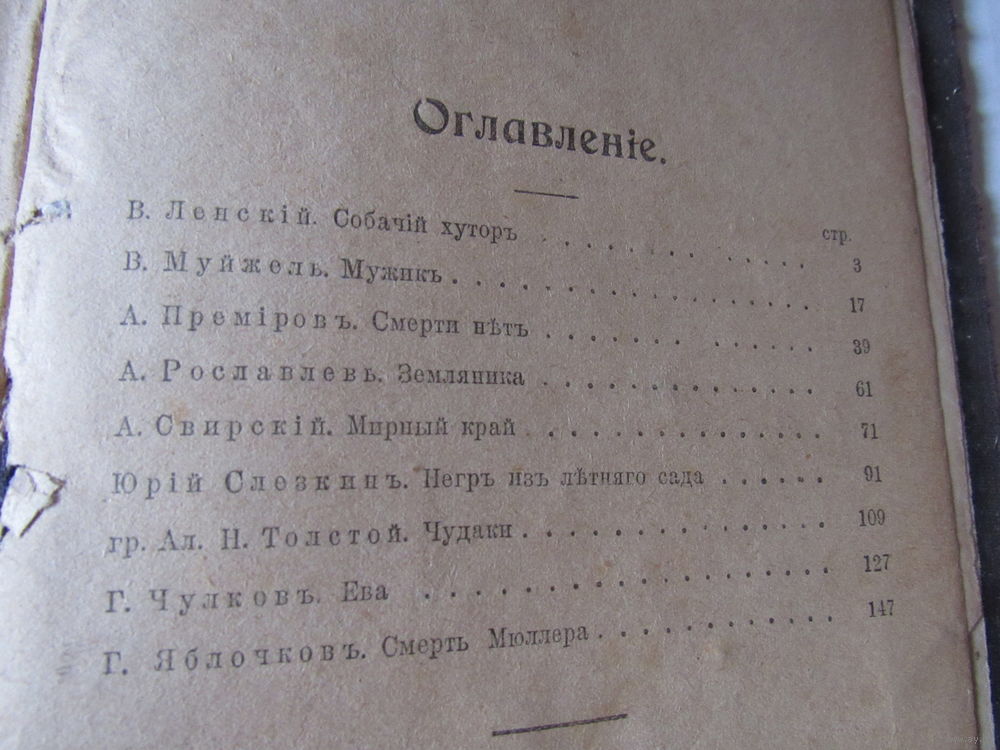 Оглавленіе.
стр.
В. Ленскій. Собачій хуторъ . . . . . . . . . . . . 3
В. Муйжель. Мужикъ . . . . . . . . . . . . . . . . 17
А. Преміровъ. Смерти нѣтъ . . . . . . . . . . . . 39
А. Рославлевъ. Земляника . . . . . . . . . . . . . 61
А. Свирскій. Мирный край . . . . . . . . . . . . . 71
Юрій Слезкинъ. Негръ изъ лѣтняго сада . . . . . . 91
гр. Ал. Н. Толстой. Чудаки . . . . . . . . . . . . . . 109
Г. Чулковъ. Ева . . . . . . . . . . . . . . . . . . 127
Г. Яблочковъ. Смерть Мюллера . . . . . . . . . . . 147